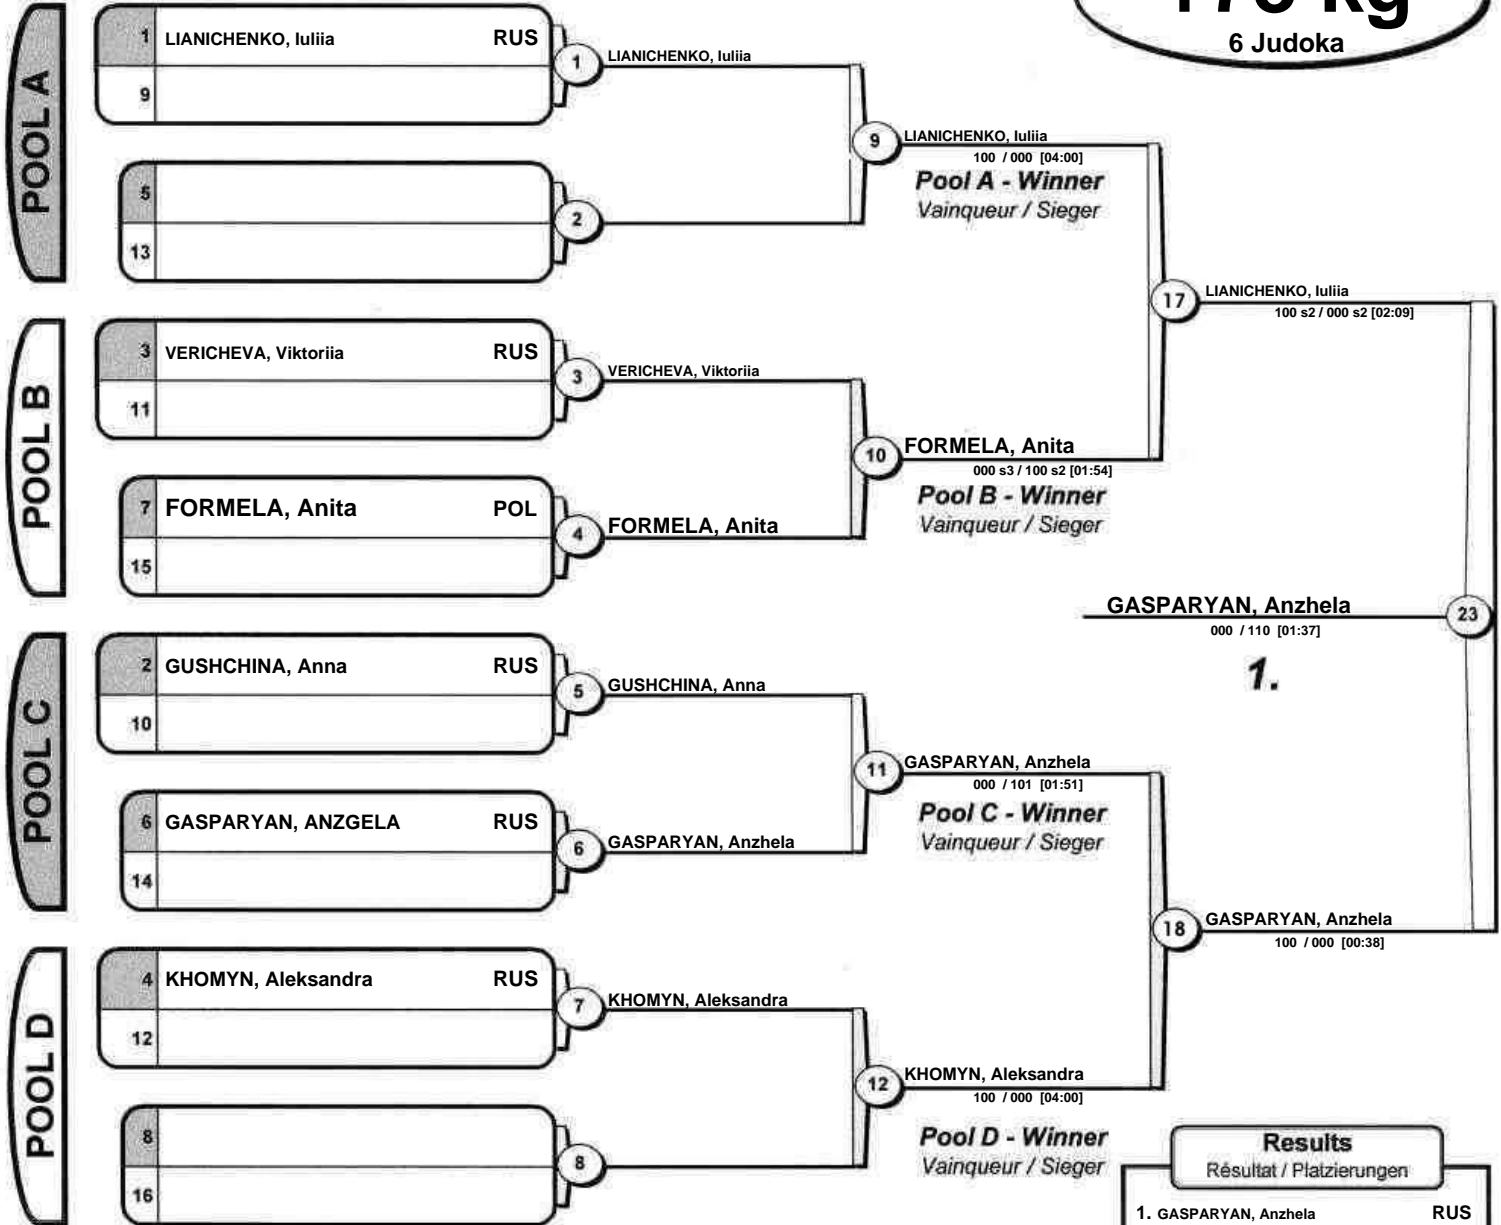 +78 kg
6 Judoka
POOL A
1 LIANICHENKO, Iuliia RUS
9
5
13
1 LIANICHENKO, Iuliia
2
9 LIANICHENKO, Iuliia
100 / 000 [04:00]
Pool A - Winner
Vainqueur / Sieger
POOL B
3 VERICHEVA, Viktoriia RUS
11
7 FORMELA, Anita POL
15
3 VERICHEVA, Viktoriia
4 FORMELA, Anita
10 FORMELA, Anita
000 s3 / 100 s2 [01:54]
Pool B - Winner
Vainqueur / Sieger
17 LIANICHENKO, Iuliia
100 s2 / 000 s2 [02:09]
GASPARYAN, Anzhela 23
000 / 110 [01:37]
1.
POOL C
2 GUSHCHINA, Anna RUS
10
6 GASPARYAN, ANZGELA RUS
14
5 GUSHCHINA, Anna
6 GASPARYAN, Anzhela
11 GASPARYAN, Anzhela
000 / 101 [01:51]
Pool C - Winner
Vainqueur / Sieger
18 GASPARYAN, Anzhela
100 / 000 [00:38]
POOL D
4 KHOMYN, Aleksandra RUS
12
8
16
7 KHOMYN, Aleksandra
8
12 KHOMYN, Aleksandra
100 / 000 [04:00]
Pool D - Winner
Vainqueur / Sieger
Results
Résultat / Platzierungen
1. GASPARYAN, Anzhela RUS